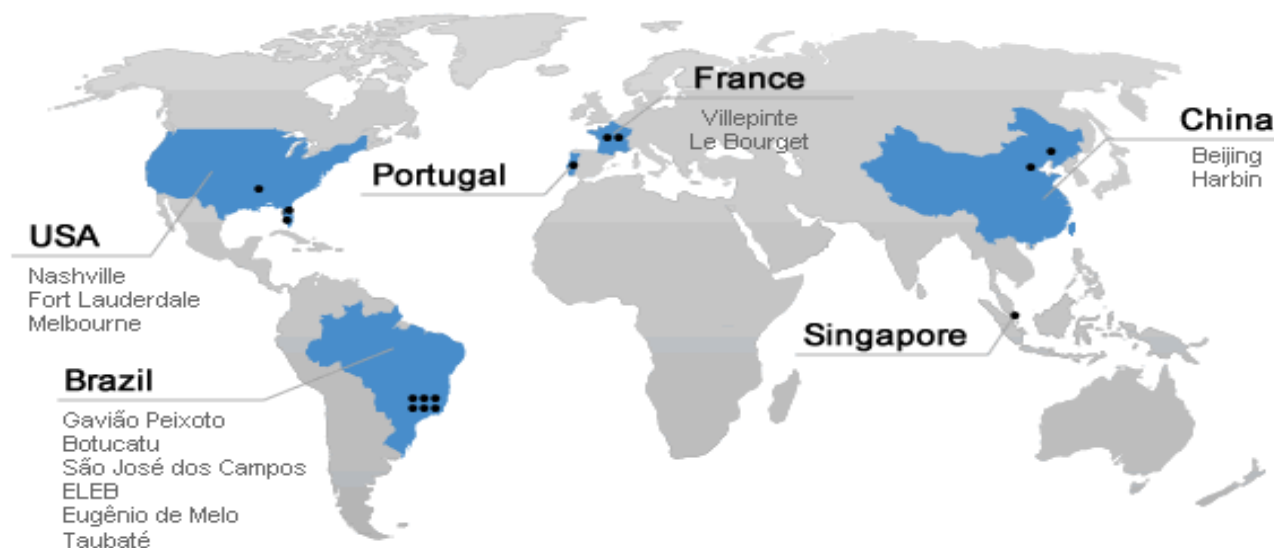 France
Villepinte
Le Bourget
China
Beijing
Harbin
Portugal
USA
Nashville
Fort Lauderdale
Melbourne
Singapore
Brazil
Gavião Peixoto
Botucatu
São José dos Campos
ELEB
Eugênio de Melo
Taubaté